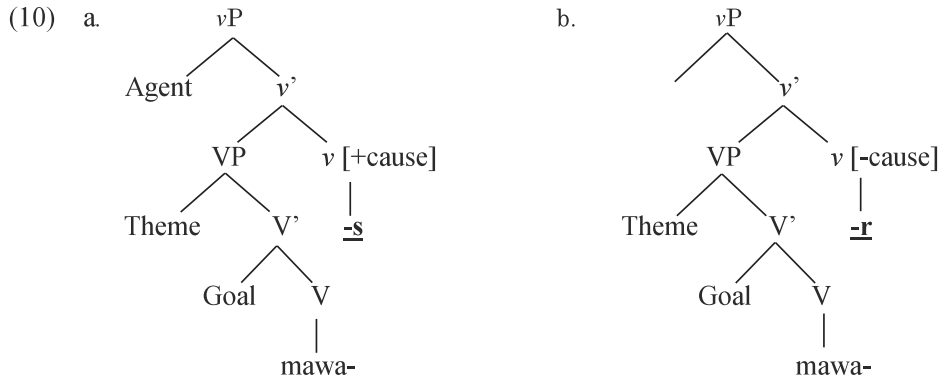 (10) a. vP b. vP
Agent v’ v’
VP v [+cause] VP v [-cause]
Theme V’ -s Theme V’ -r
Goal V Goal V
mawa- mawa-